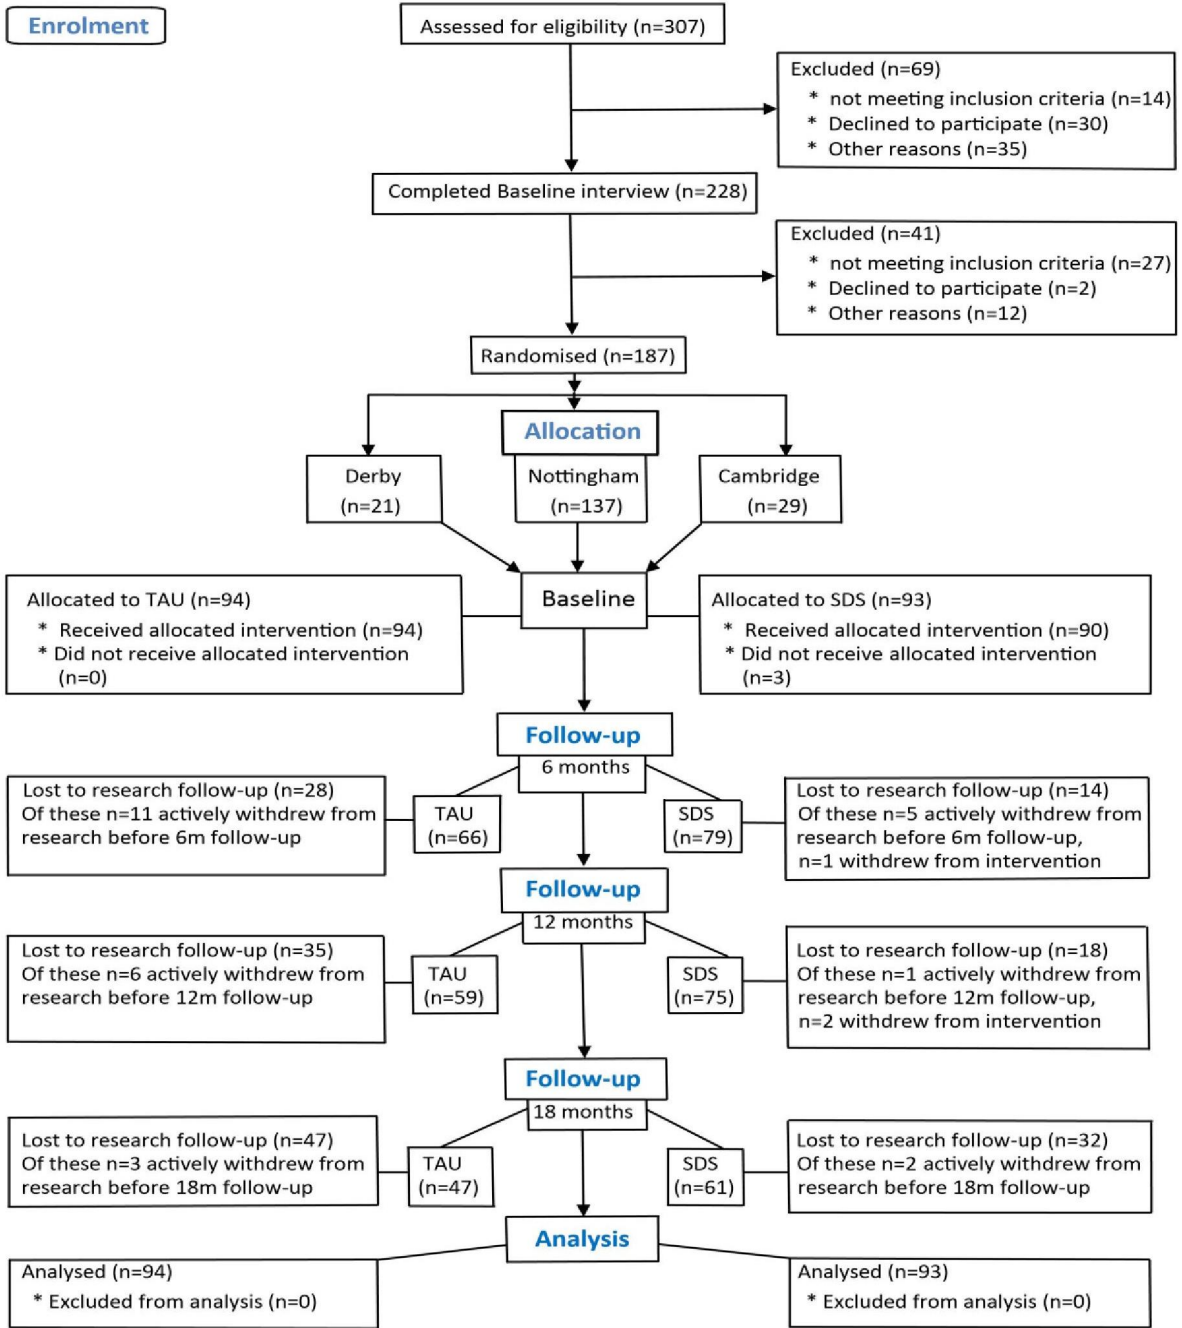 Enrolment
Assessed for eligibility (n=307)
Excluded (n=69)
* not meeting inclusion criteria (n=14)
* Declined to participate (n=30)
* Other reasons (n=35)
Completed Baseline interview (n=228)
Excluded (n=41)
* not meeting inclusion criteria (n=27)
* Declined to participate (n=2)
* Other reasons (n=12)
Randomised (n=187)
Allocation
Derby
(n=21)
Nottingham
(n=137)
Cambridge
(n=29)
Baseline
Allocated to TAU (n=94)
* Received allocated intervention (n=94)
* Did not receive allocated intervention
(n=0)
Allocated to SDS (n=93)
* Received allocated intervention (n=90)
* Did not receive allocated intervention
(n=3)
Follow-up
6 months
Lost to research follow-up (n=28)
Of these n=11 actively withdrew from
research before 6m follow-up
TAU
(n=66)
SDS
(n=79)
Lost to research follow-up (n=14)
Of these n=5 actively withdrew from
research before 6m follow-up,
n=1 withdrew from intervention
Follow-up
12 months
Lost to research follow-up (n=35)
Of these n=6 actively withdrew from
research before 12m follow-up
TAU
(n=59)
SDS
(n=75)
Lost to research follow-up (n=18)
Of these n=1 actively withdrew from
research before 12m follow-up,
n=2 withdrew from intervention
Follow-up
18 months
Lost to research follow-up (n=47)
Of these n=3 actively withdrew from
research before 18m follow-up
TAU
(n=47)
SDS
(n=61)
Lost to research follow-up (n=32)
Of these n=2 actively withdrew from
research before 18m follow-up
Analysis
Analysed (n=94)
* Excluded from analysis (n=0)
Analysed (n=93)
* Excluded from analysis (n=0)